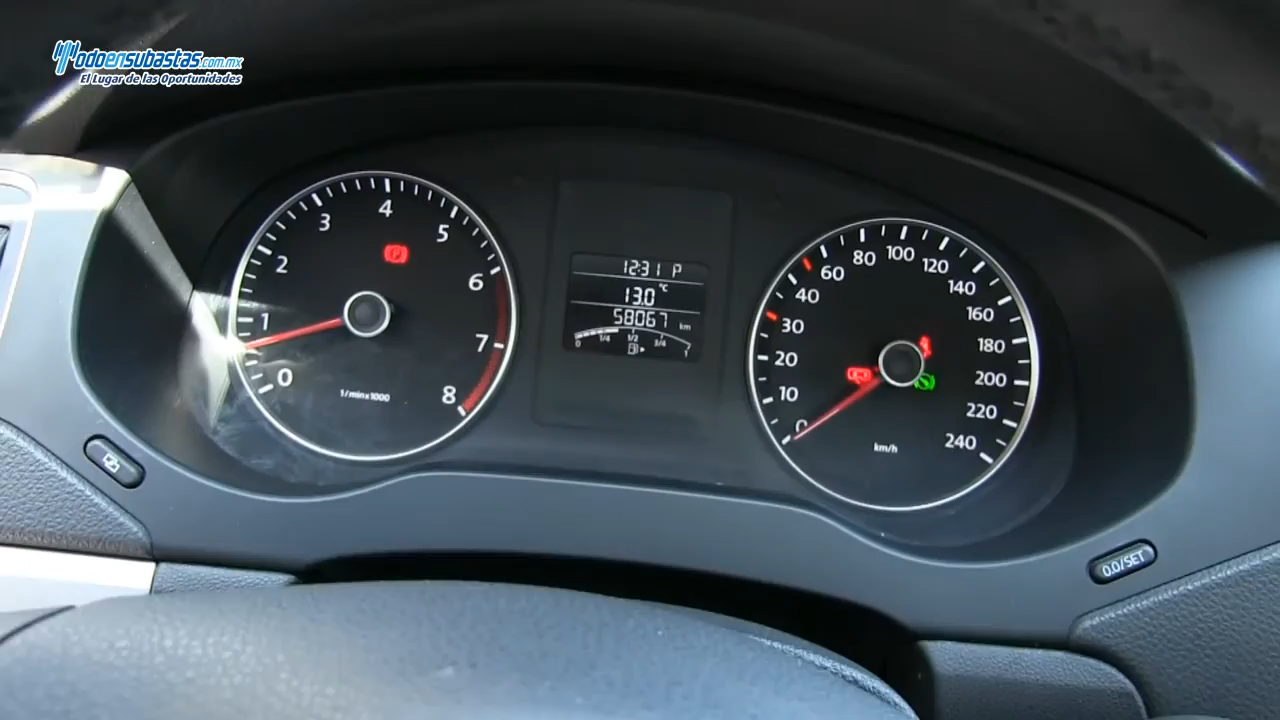 todoensubastas.com.mx
El Lugar de las Oportunidades
0 1 2 3 4 5 6 7 8
P
1/min x 1000
12:31 P
13.0 °C
58067 km
0 1/4 1/2 3/4 1
0 10 20 30 40 60 80 100 120 140 160 180 200 220 240
km/h
0.0/SET